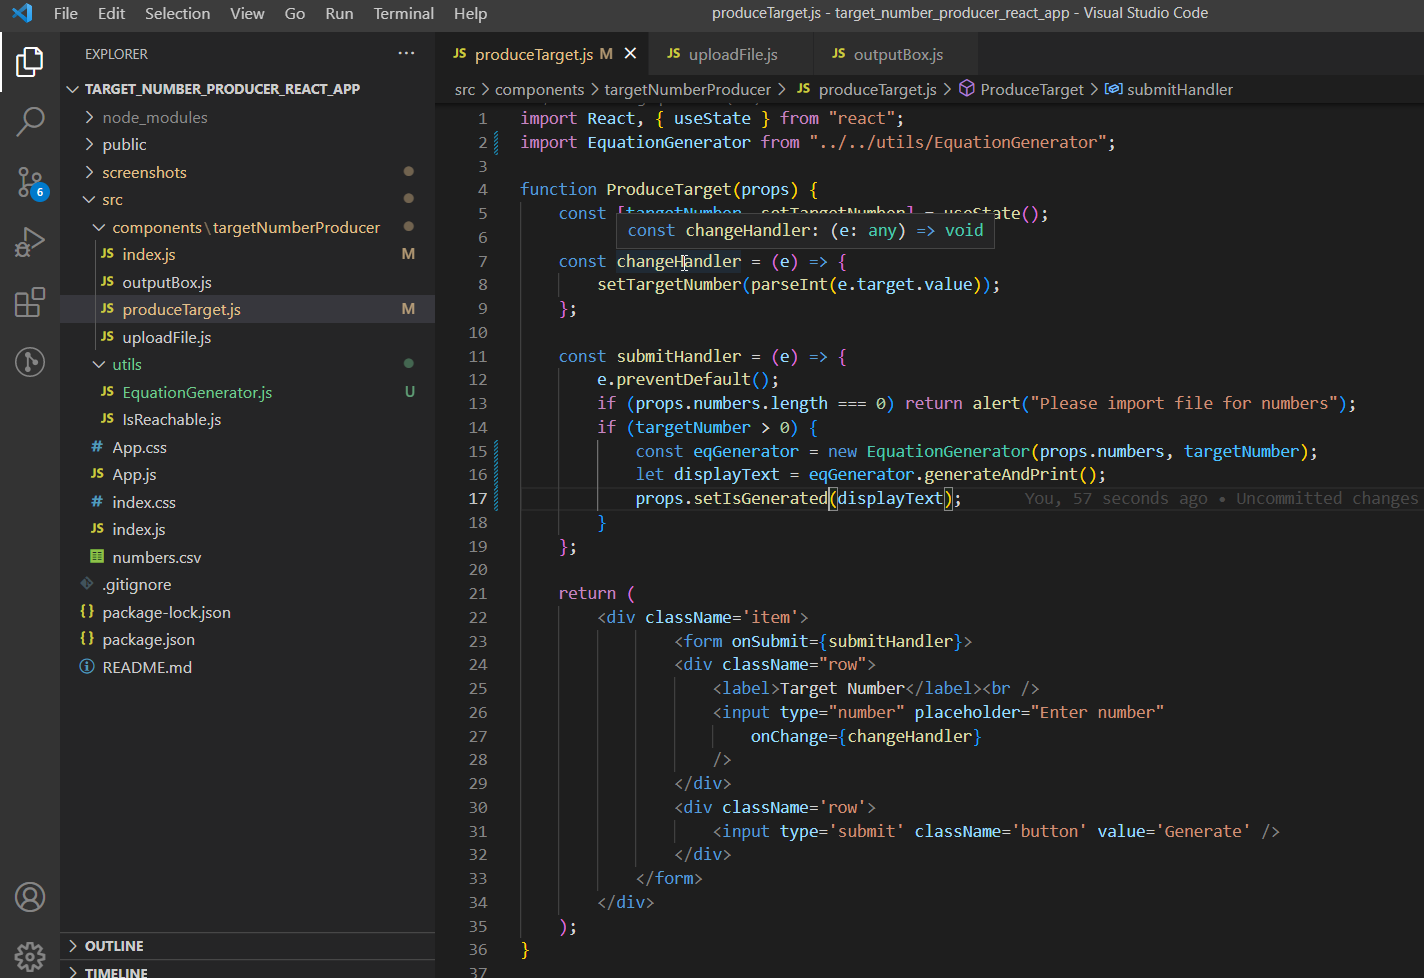 File Edit Selection View Go Run Terminal Help
produceTarget.js - target_number_producer_react_app - Visual Studio Code
EXPLORER ···
TARGET_NUMBER_PRODUCER_REACT_APP
node_modules
public
screenshots
src
components\targetNumberProducer
JS index.js M
JS outputBox.js
JS produceTarget.js M
JS uploadFile.js
utils
JS EquationGenerator.js U
JS IsReachable.js
# App.css
JS App.js
# index.css
JS index.js
numbers.csv
.gitignore
{} package-lock.json
{} package.json
README.md
OUTLINE
TIMELINE
6
JS produceTarget.js M
JS uploadFile.js
JS outputBox.js
src > components > targetNumberProducer > JS produceTarget.js > ProduceTarget > submitHandler
1 import React, { useState } from "react";
2 import EquationGenerator from "../../utils/EquationGenerator";
3
4 function ProduceTarget(props) {
5 const [targetNumber, setTargetNumber] = useState();
const changeHandler: (e: any) => void
6
7 const changeHandler = (e) => {
8 setTargetNumber(parseInt(e.target.value));
9 };
10
11 const submitHandler = (e) => {
12 e.preventDefault();
13 if (props.numbers.length === 0) return alert("Please import file for numbers");
14 if (targetNumber > 0) {
15 const eqGenerator = new EquationGenerator(props.numbers, targetNumber);
16 let displayText = eqGenerator.generateAndPrint();
17 props.setIsGenerated(displayText); You, 57 seconds ago • Uncommitted changes
18 }
19 };
20
21 return (
22 <div className='item'>
23 <form onSubmit={submitHandler}>
24 <div className="row">
25 <label>Target Number</label><br />
26 <input type="number" placeholder="Enter number"
27 onChange={changeHandler}
28 />
29 </div>
30 <div className='row'>
31 <input type='submit' className='button' value='Generate' />
32 </div>
33 </form>
34 </div>
35 );
36 }
37